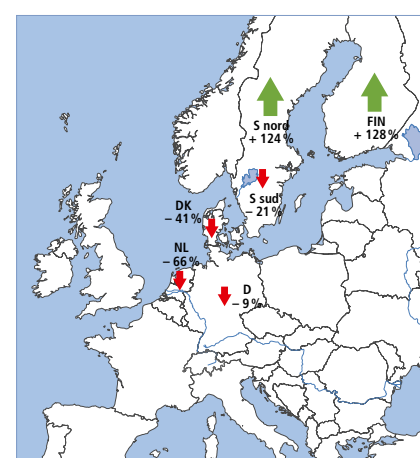 S nord
+ 124 %
FIN
+ 128 %
S sud
– 21 %
DK
– 41 %
NL
– 66 %
D
– 9 %